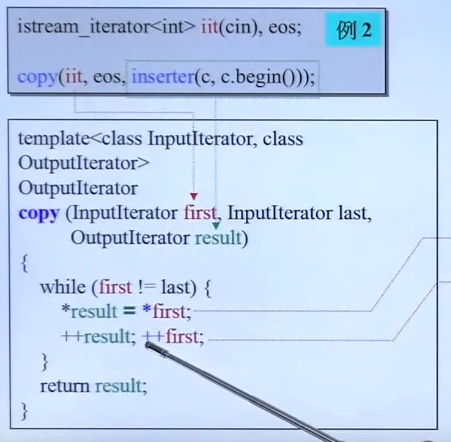 istream_iterator<int> iit(cin), eos;
例 2
copy(iit, eos, inserter(c, c.begin()));
template<class InputIterator, class
OutputIterator>
OutputIterator
copy (InputIterator first, InputIterator last,
OutputIterator result)
{
while (first != last) {
*result = *first;
++result; ++first;
}
return result;
}